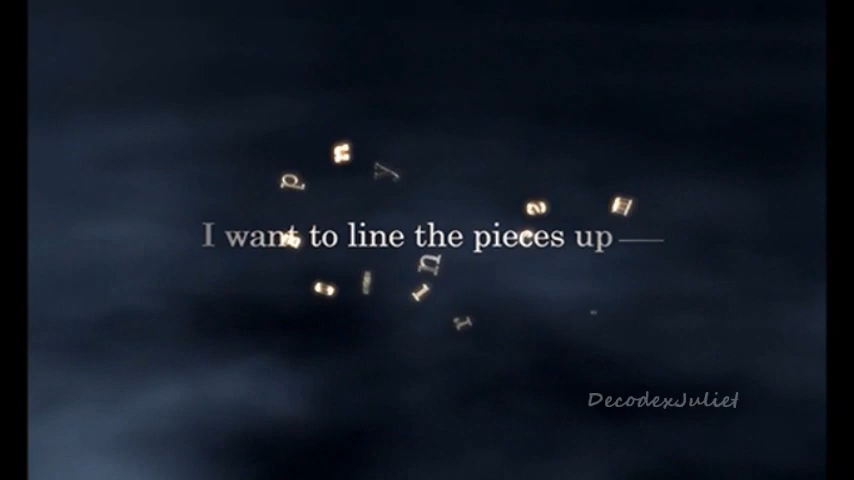 I want to line the pieces up —
DecodexJuliet